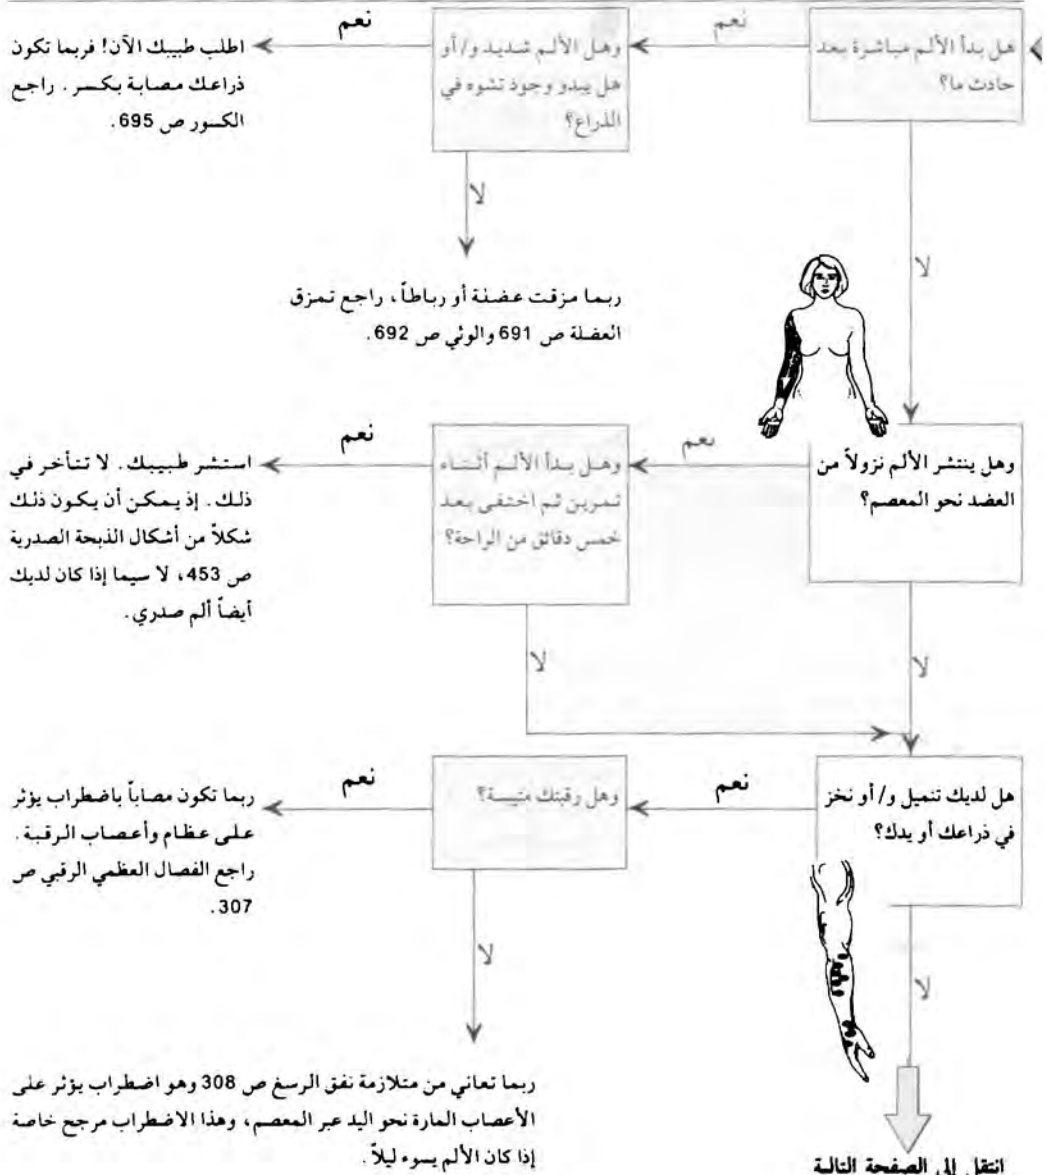 هل بدأ الألم مباشرة بعد
حادث ما؟
نعم
وهل الألم شديد و/أو
هل يبدو وجود تشوه في
الذراع؟
نعم
اطلب طبيبك الآن! فربما تكون
ذراعك مصابة بكسر. راجع
الكسور ص 695.
لا
لا
ربما مزقت عضلة أو رباطاً، راجع تمزق
العضلة ص 691 والوثي ص 692.
وهل ينتشر الألم نزولاً من
العضد نحو المعصم؟
نعم
وهل بدأ الألم أثناء
تمرين ثم اختفى بعد
خمس دقائق من الراحة؟
نعم
استشر طبيبك. لا تتأخر في
ذلك. إذ يمكن أن يكون ذلك
شكلاً من أشكال الذبحة الصدرية
ص 453، لا سيما إذا كان لديك
أيضاً ألم صدري.
لا
لا
هل لديك تنميل و/أو نخز
في ذراعك أو يدك؟
نعم
وهل رقبتك متيبسة؟
نعم
ربما تكون مصاباً باضطراب يؤثر
على عظام وأعصاب الرقبة.
راجع الفصال العظمي الرقبي ص
307.
لا
لا
ربما تعاني من متلازمة نفق الرسغ ص 308 وهو اضطراب يؤثر على
الأعصاب المارة نحو اليد عبر المعصم، وهذا الاضطراب مرجح خاصة
إذا كان الألم يسوء ليلاً.
انتقل إلى الصفحة التالية